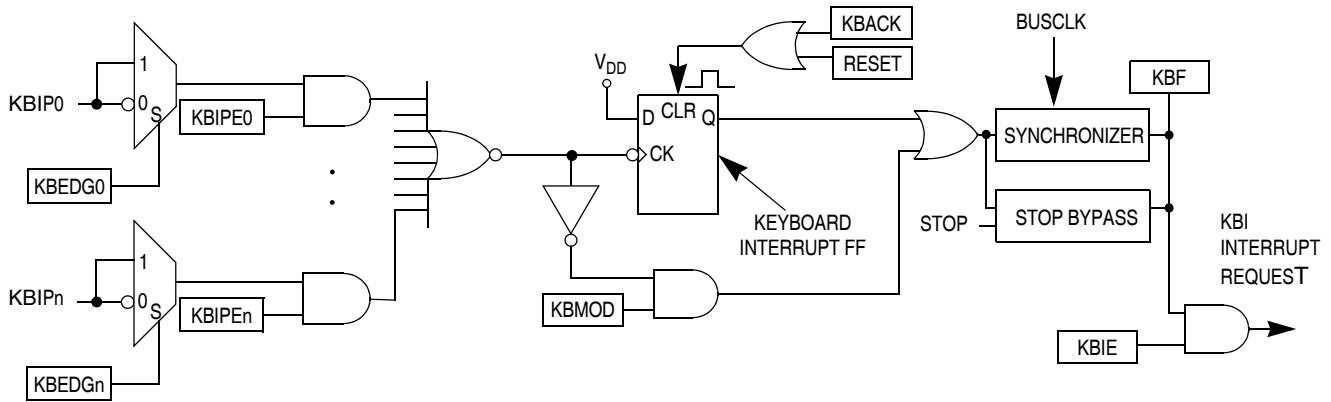 KBIP0
1
0
S
KBIPE0
KBEDG0
KBIPn
1
0
S
KBIPEn
KBEDGn
VDD
D CLR Q
CK
KBACK
RESET
KEYBOARD
INTERRUPT FF
KBMOD
BUSCLK
SYNCHRONIZER
STOP
STOP BYPASS
KBF
KBI
INTERRUPT
REQUEST
KBIE